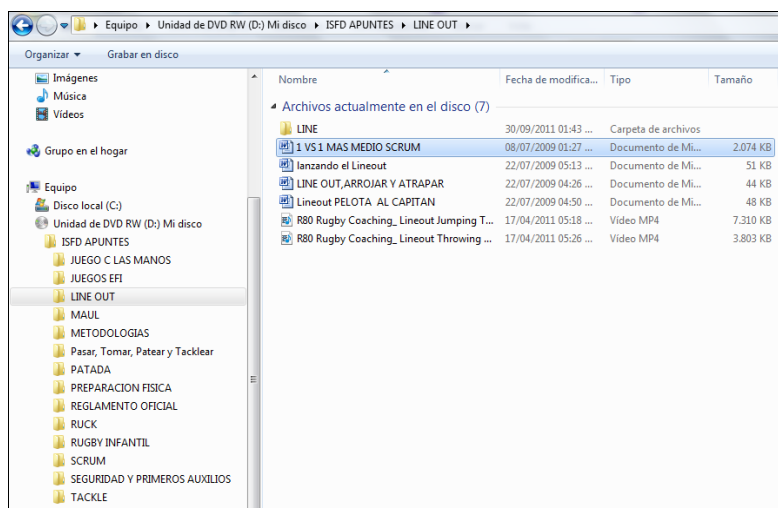 Equipo Unidad de DVD RW (D:) Mi disco ISFD APUNTES LINE OUT
Organizar Grabar en disco
Imágenes
Música
Vídeos
Grupo en el hogar
Equipo
Disco local (C:)
Unidad de DVD RW (D:) Mi disco
ISFD APUNTES
JUEGO C LAS MANOS
JUEGOS EFI
LINE OUT
MAUL
METODOLOGIAS
Pasar, Tomar, Patear y Tacklear
PATADA
PREPARACION FISICA
REGLAMENTO OFICIAL
RUCK
RUGBY INFANTIL
SCRUM
SEGURIDAD Y PRIMEROS AUXILIOS
TACKLE
Nombre Fecha de modifica... Tipo Tamaño
Archivos actualmente en el disco (7)
LINE 30/09/2011 01:43 ... Carpeta de archivos
1 VS 1 MAS MEDIO SCRUM 08/07/2009 01:27 ... Documento de Mi... 2.074 KB
lanzando el Lineout 22/07/2009 05:13 ... Documento de Mi... 51 KB
LINE OUT,ARROJAR Y ATRAPAR 22/07/2009 04:26 ... Documento de Mi... 44 KB
Lineout PELOTA AL CAPITAN 22/07/2009 04:50 ... Documento de Mi... 48 KB
R80 Rugby Coaching_ Lineout Jumping T... 17/04/2011 05:18 ... Vídeo MP4 7.310 KB
R80 Rugby Coaching_ Lineout Throwing ... 17/04/2011 05:26 ... Vídeo MP4 3.803 KB